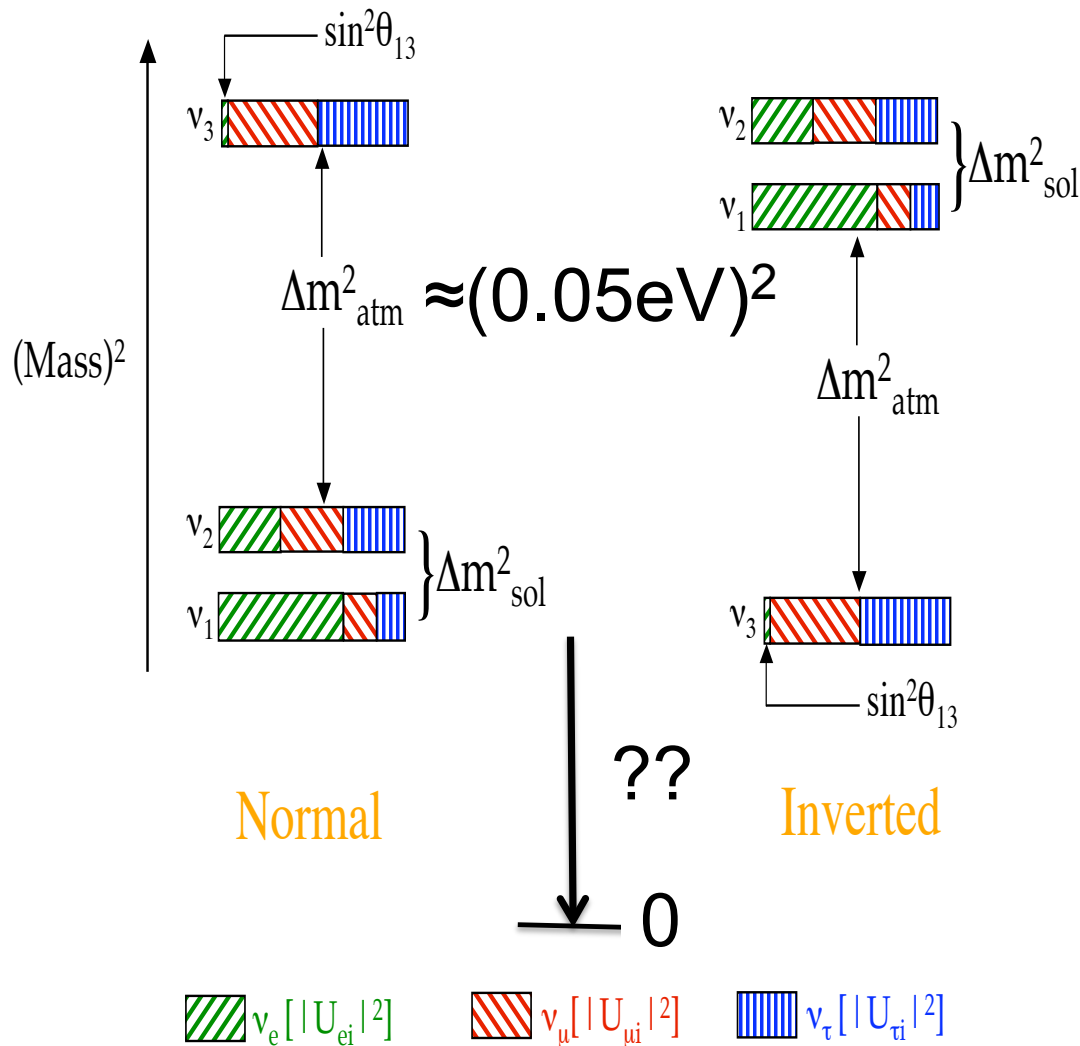 sin²θ₁₃
ν₃
ν₂
Δm²sol
ν₁
Δm²atm ≈(0.05eV)²
(Mass)²
Δm²atm
ν₂
Δm²sol
ν₁
ν₃
sin²θ₁₃
??
Normal
Inverted
0
νe [ |Uei|²]
νμ [ |Uμi|²]
ντ [ |Uτi|²]